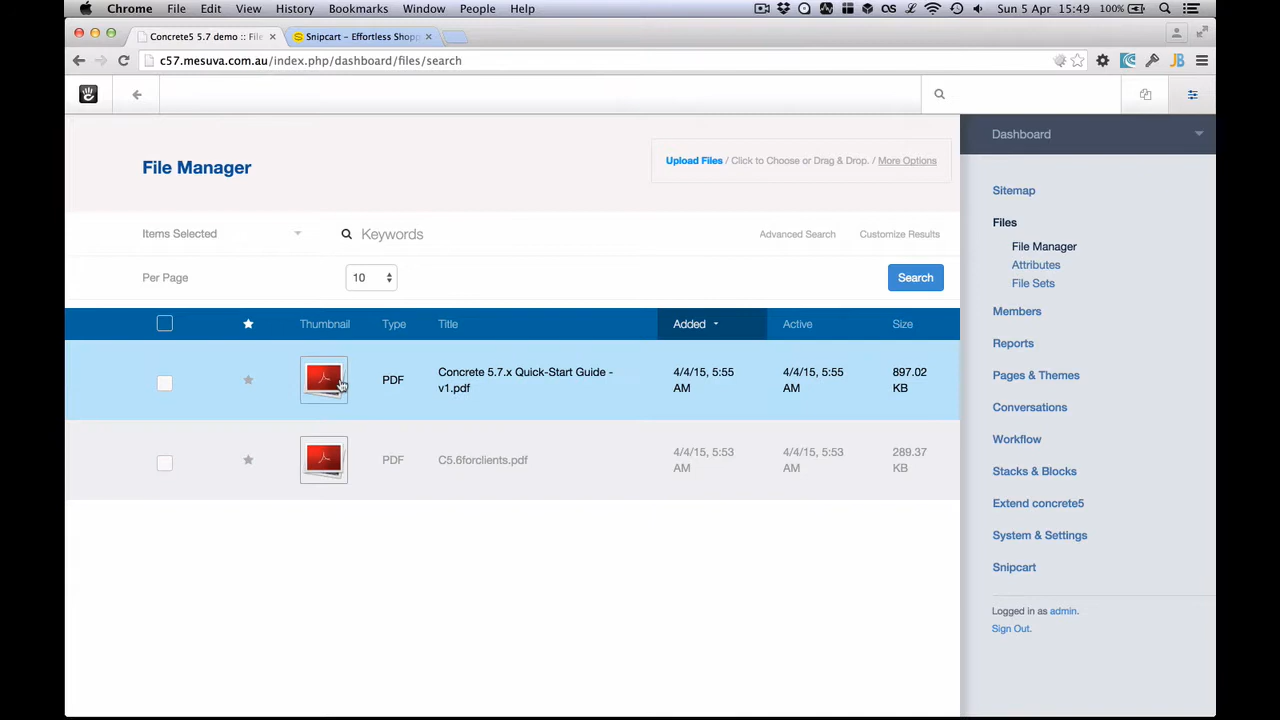 Chrome File Edit View History Bookmarks Window People Help Sun 5 Apr 15:49 100%
Concrete5 5.7 demo :: File Snipcart – Effortless Shopp
c57.mesuva.com.au/index.php/dashboard/files/search
Dashboard
File Manager
Upload Files / Click to Choose or Drag & Drop. / More Options
Items Selected Keywords Advanced Search Customize Results
Per Page 10 Search
Thumbnail Type Title Added Active Size
PDF Concrete 5.7.x Quick-Start Guide - 4/4/15, 5:55 4/4/15, 5:55 897.02
v1.pdf AM AM KB
PDF C5.6forclients.pdf 4/4/15, 5:53 4/4/15, 5:53 289.37
AM AM KB
Sitemap
Files
File Manager
Attributes
File Sets
Members
Reports
Pages & Themes
Conversations
Workflow
Stacks & Blocks
Extend concrete5
System & Settings
Snipcart
Logged in as admin.
Sign Out.